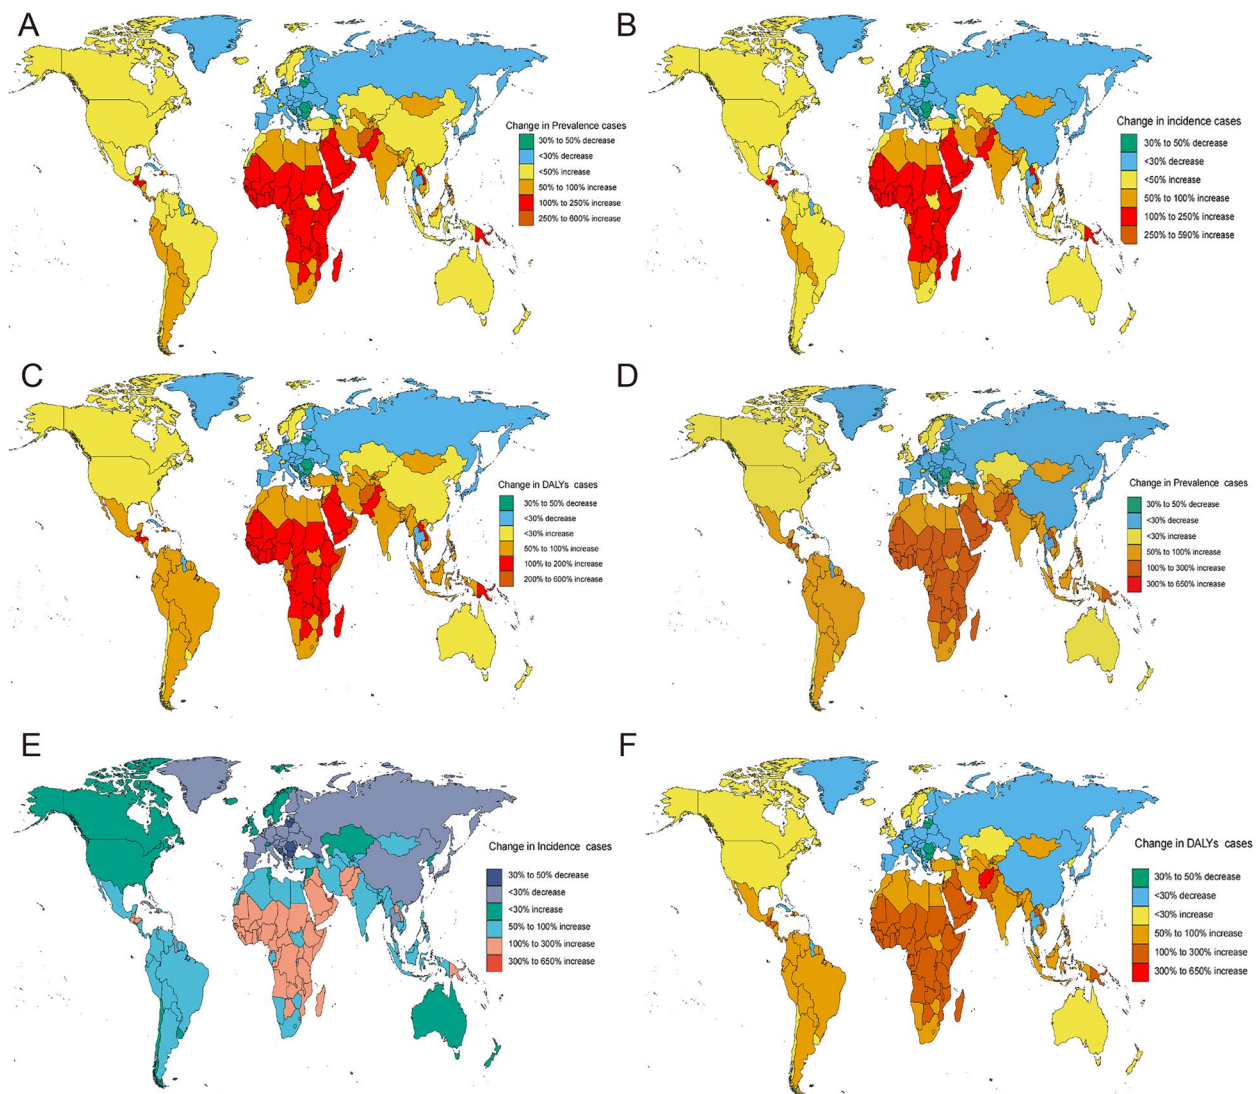 A
B
Change in Prevalence cases
30% to 50% decrease
<30% decrease
<50% increase
50% to 100% increase
100% to 250% increase
250% to 600% increase
Change in incidence cases
30% to 50% decrease
<30% decrease
<50% increase
50% to 100% increase
100% to 250% increase
250% to 590% increase
C
D
Change in DALYs cases
30% to 50% decrease
<30% decrease
<30% increase
50% to 100% increase
100% to 200% increase
200% to 600% increase
Change in Prevalence cases
30% to 50% decrease
<30% decrease
<30% increase
50% to 100% increase
100% to 300% increase
300% to 650% increase
E
F
Change in Incidence cases
30% to 50% decrease
<30% decrease
<30% increase
50% to 100% increase
100% to 300% increase
300% to 650% increase
Change in DALYs cases
30% to 50% decrease
<30% decrease
<30% increase
50% to 100% increase
100% to 300% increase
300% to 650% increase